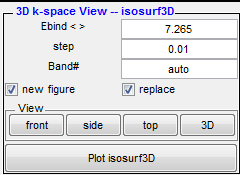 3D k-space View -- isosurf3D
Ebind < > 7.265
step 0.01
Band# auto
new figure replace
View
front side top 3D
Plot isosurf3D